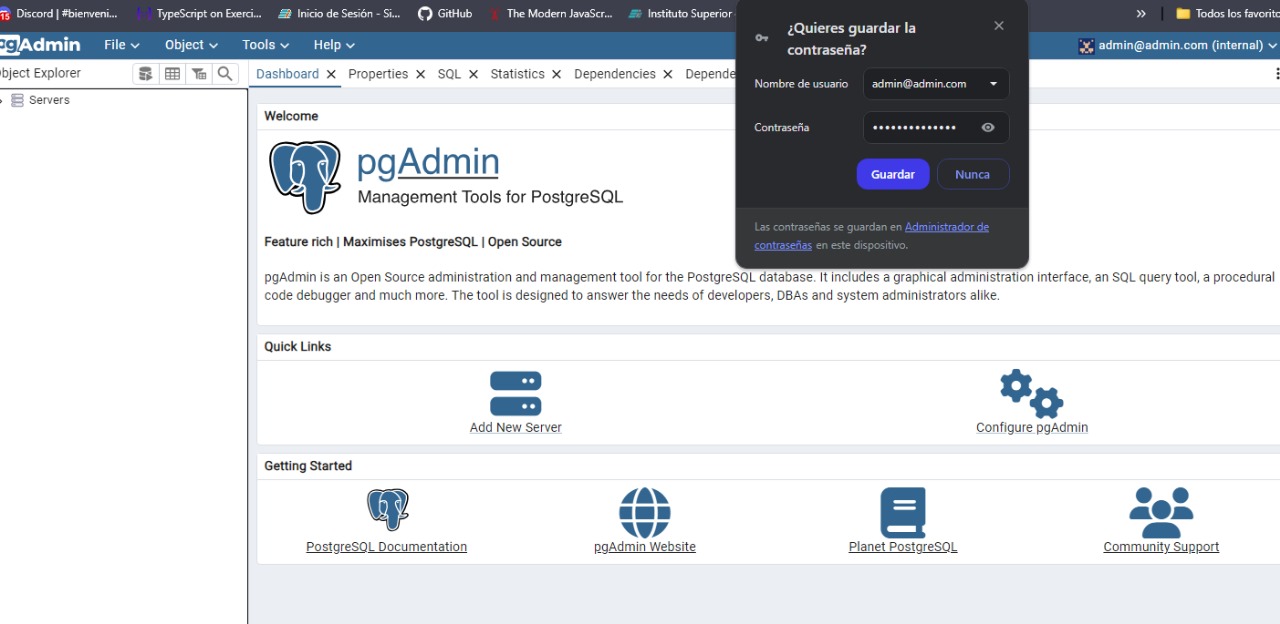 15 Discord | #bienveni... TypeScript on Exerci... Inicio de Sesión - Si... GitHub The Modern JavaScr... Instituto Superior » Todos los favorito
pgAdmin File Object Tools Help admin@admin.com (internal)
bject Explorer Dashboard Properties SQL Statistics Dependencies Depende
Servers
¿Quieres guardar la
contraseña?
Nombre de usuario admin@admin.com
Contraseña ••••••••••••••
Guardar Nunca
Las contraseñas se guardan en Administrador de
contraseñas en este dispositivo.
Welcome
pgAdmin
Management Tools for PostgreSQL
Feature rich | Maximises PostgreSQL | Open Source
pgAdmin is an Open Source administration and management tool for the PostgreSQL database. It includes a graphical administration interface, an SQL query tool, a procedural
code debugger and much more. The tool is designed to answer the needs of developers, DBAs and system administrators alike.
Quick Links
Add New Server Configure pgAdmin
Getting Started
PostgreSQL Documentation pgAdmin Website Planet PostgreSQL Community Support